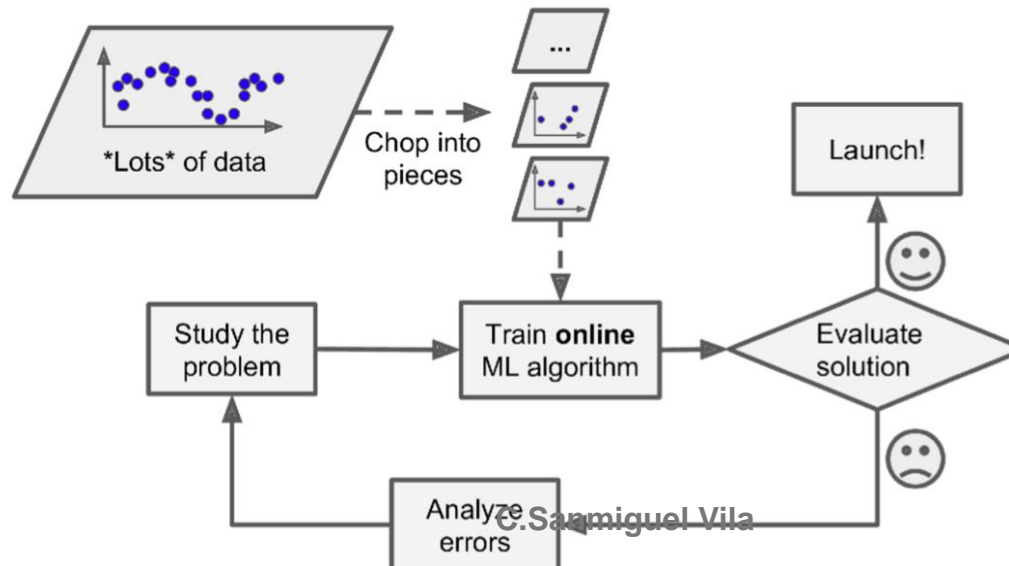 ...
*Lots* of data
Chop into
pieces
Launch!
Study the
problem
Train online
ML algorithm
Evaluate
solution
Analyze
errors
C.Sanmiguel Vila